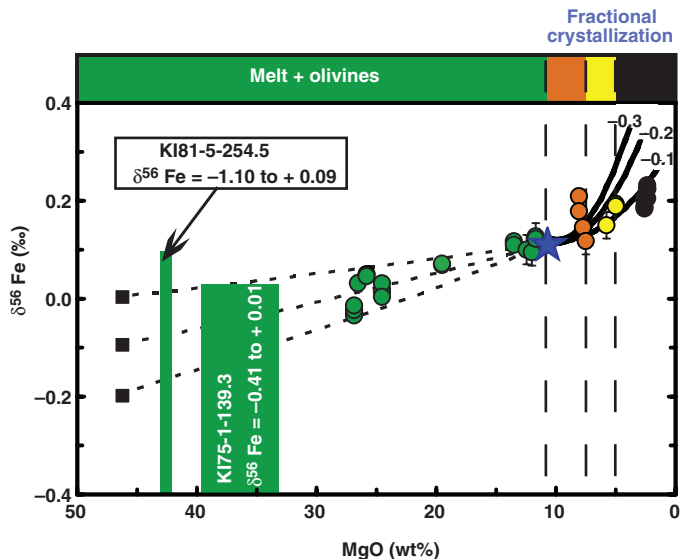 Fractional
crystallization
Melt + olivines
0.4
0.2
0.0
−0.2
−0.4
δ⁵⁶ Fe (‰)
KI81-5-254.5
δ⁵⁶ Fe = −1.10 to + 0.09
KI75-1-139.3
δ⁵⁶ Fe = −0.41 to + 0.01
−0.3
−0.2
−0.1
50 40 30 20 10 0
MgO (wt%)